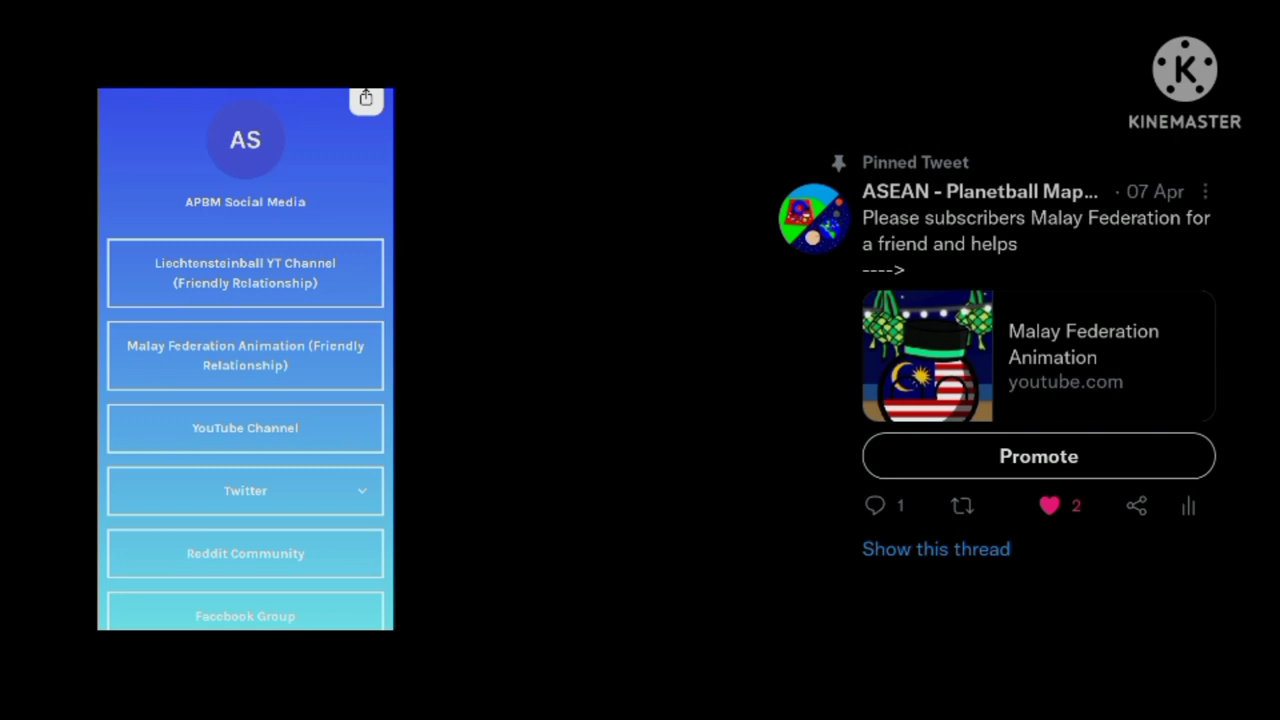 AS
APBM Social Media
Liechtensteinball YT Channel
(Friendly Relationship)
Malay Federation Animation (Friendly
Relationship)
YouTube Channel
Twitter
Reddit Community
Facebook Group
K
KINEMASTER
Pinned Tweet
ASEAN - Planetball Map... · 07 Apr
Please subscribers Malay Federation for
a friend and helps
---->
Malay Federation
Animation
youtube.com
Promote
1
2
Show this thread